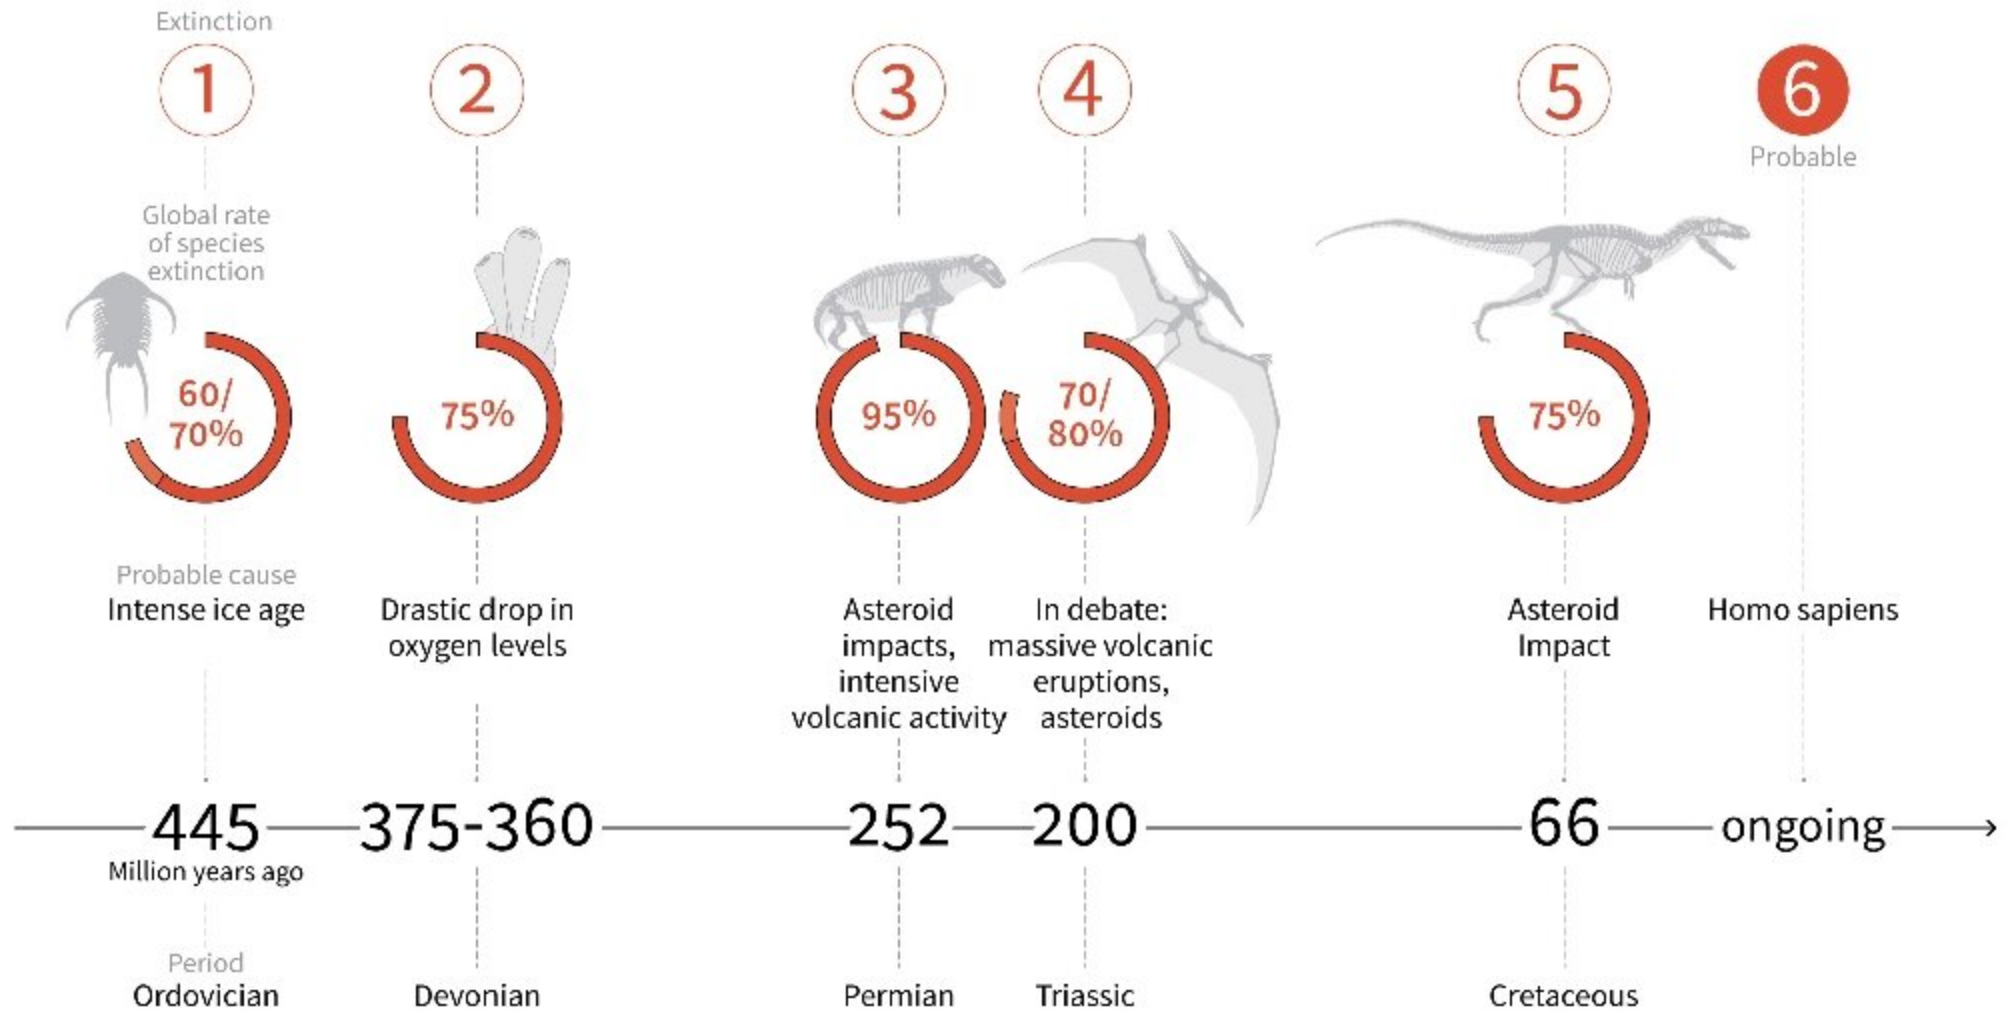 Extinction
1
2
3
4
5
6
Probable
Global rate
of species
extinction
60/
70%
75%
95%
70/
80%
75%
Probable cause
Intense ice age
Drastic drop in
oxygen levels
Asteroid
impacts,
intensive
volcanic activity
In debate:
massive volcanic
eruptions,
asteroids
Asteroid
Impact
Homo sapiens
445
Million years ago
375-360
252
200
66
ongoing
Period
Ordovician
Devonian
Permian
Triassic
Cretaceous